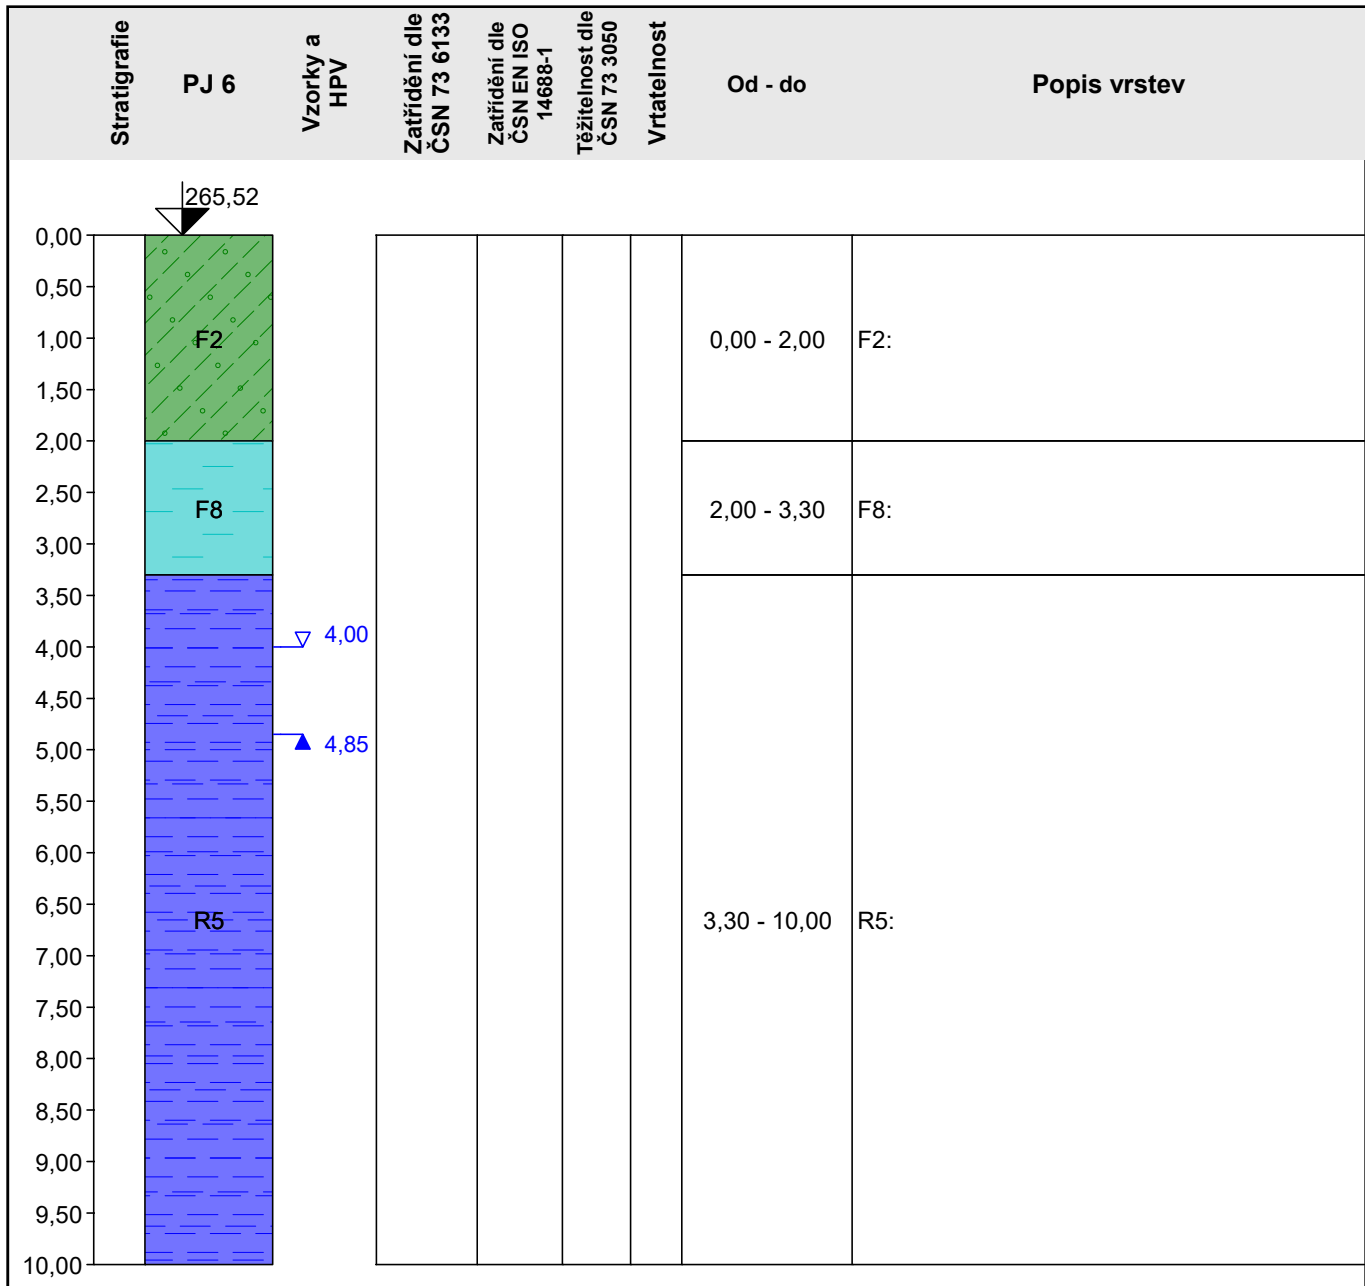 Stratigrafie
PJ 6
Vzorky a
HPV
Zatřídění dle
ČSN 73 6133
Zatřídění dle
ČSN EN ISO
14688-1
Těžitelnost dle
ČSN 73 3050
Vrtatelnost
Od - do
Popis vrstev
265,52
0,00
0,50
1,00
1,50
2,00
2,50
3,00
3,50
4,00
4,50
5,00
5,50
6,00
6,50
7,00
7,50
8,00
8,50
9,00
9,50
10,00
F2
0,00 - 2,00
F2:
F8
2,00 - 3,30
F8:
4,00
4,85
R5
3,30 - 10,00
R5: